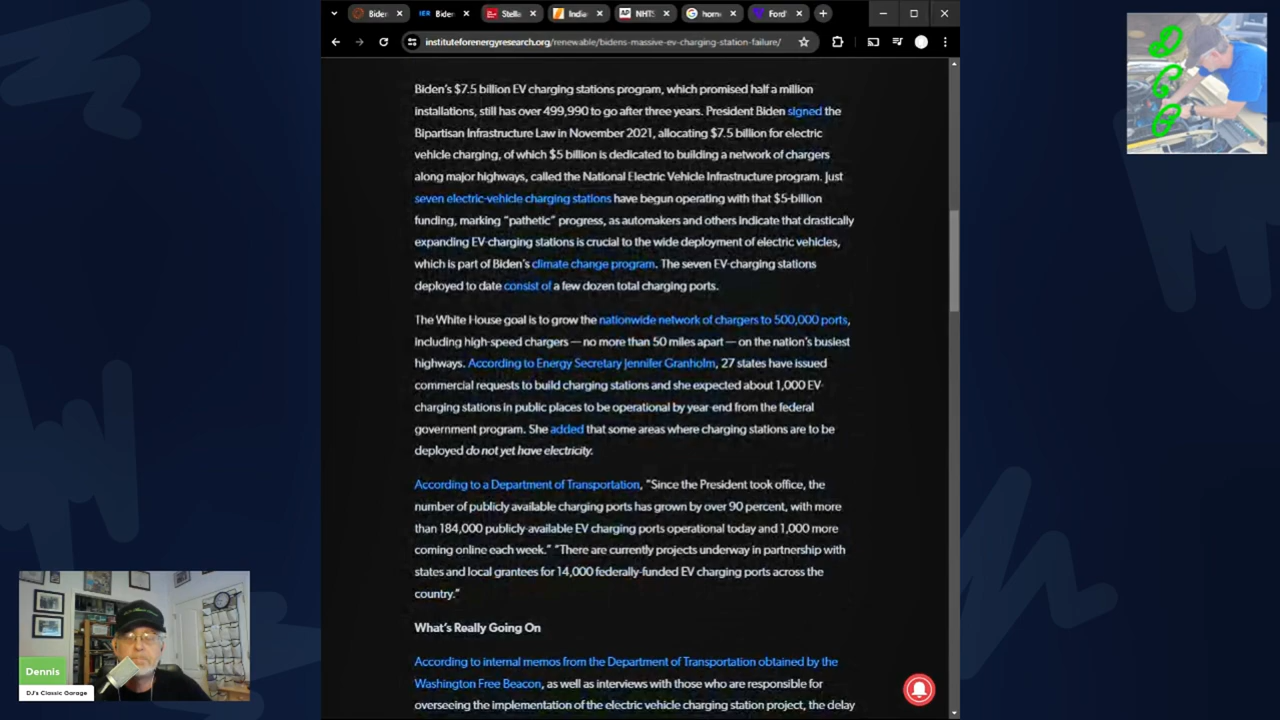 Biden
IER
Biden
Stella
India
AP
NHTS
hom
Ford'
instituteforenergyresearch.org/renewable/bidens-massive-ev-charging-station-failure/
Biden's $7.5 billion EV charging stations program, which promised half a million
installations, still has over 499,990 to go after three years. President Biden signed the
Bipartisan Infrastructure Law in November 2021, allocating $7.5 billion for electric
vehicle charging, of which $5 billion is dedicated to building a network of chargers
along major highways, called the National Electric Vehicle Infrastructure program. Just
seven electric-vehicle charging stations have begun operating with that $5-billion
funding, marking "pathetic" progress, as automakers and others indicate that drastically
expanding EV-charging stations is crucial to the wide deployment of electric vehicles,
which is part of Biden's climate change program. The seven EV-charging stations
deployed to date consist of a few dozen total charging ports.
The White House goal is to grow the nationwide network of chargers to 500,000 ports,
including high-speed chargers — no more than 50 miles apart — on the nation's busiest
highways. According to Energy Secretary Jennifer Granholm, 27 states have issued
commercial requests to build charging stations and she expected about 1,000 EV-
charging stations in public places to be operational by year-end from the federal
government program. She added that some areas where charging stations are to be
deployed do not yet have electricity.
According to a Department of Transportation, "Since the President took office, the
number of publicly available charging ports has grown by over 90 percent, with more
than 184,000 publicly-available EV charging ports operational today and 1,000 more
coming online each week." "There are currently projects underway in partnership with
states and local grantees for 14,000 federally-funded EV charging ports across the
country."
What's Really Going On
According to internal memos from the Department of Transportation obtained by the
Washington Free Beacon, as well as interviews with those who are responsible for
overseeing the implementation of the electric vehicle charging station project, the delay
DCG
Dennis
DJ's Classic Garage